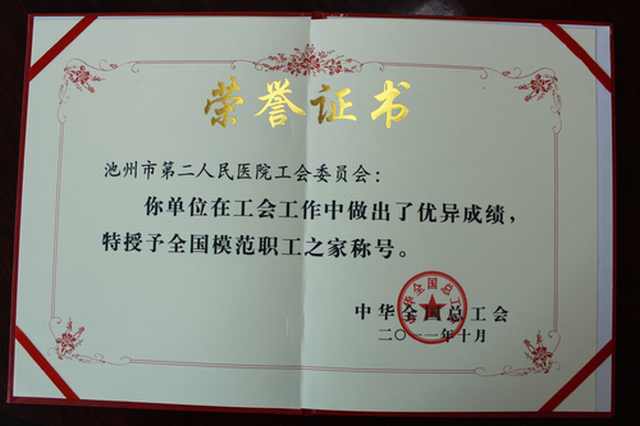 荣誉证书
池州市第二人民医院工会委员会：
你单位在工会工作中做出了优异成绩，
特授予全国模范职工之家称号。
中华全国总工会
二〇一一年十月